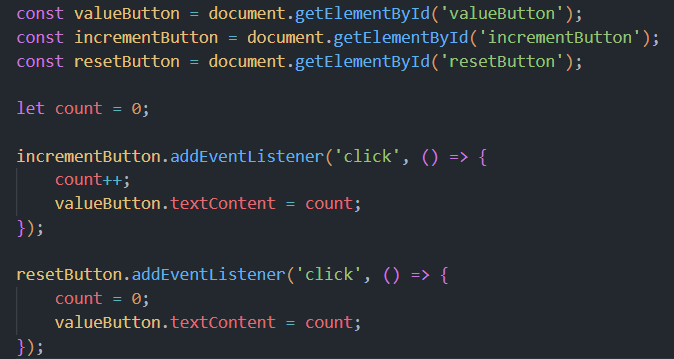 const valueButton = document.getElementById('valueButton');
const incrementButton = document.getElementById('incrementButton');
const resetButton = document.getElementById('resetButton');

let count = 0;

incrementButton.addEventListener('click', () => {
    count++;
    valueButton.textContent = count;
});

resetButton.addEventListener('click', () => {
    count = 0;
    valueButton.textContent = count;
});